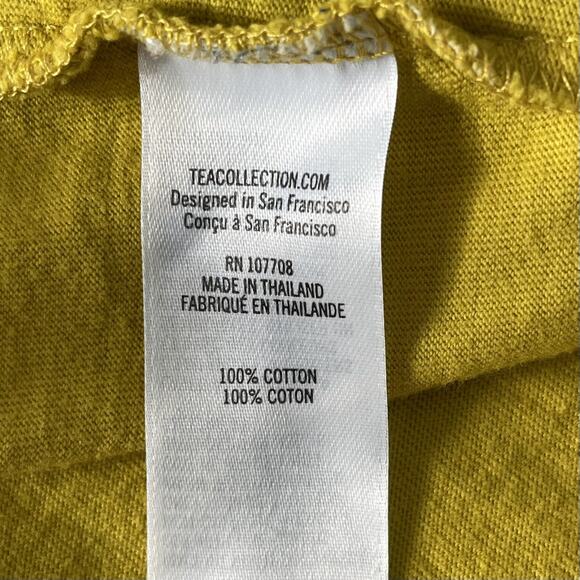 TEACOLLECTION.COM
Designed in San Francisco
Conçu à San Francisco
RN 107708
MADE IN THAILAND
FABRIQUÉ EN THAILANDE
100% COTTON
100% COTON